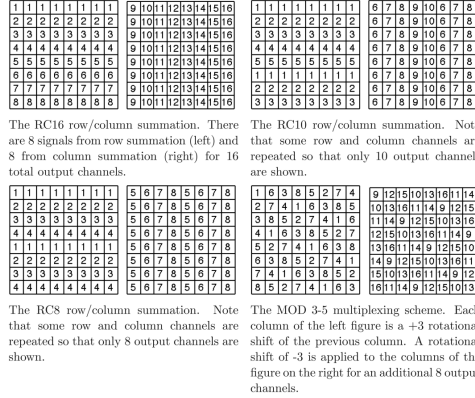 1 1 1 1 1 1 1 1
2 2 2 2 2 2 2 2
3 3 3 3 3 3 3 3
4 4 4 4 4 4 4 4
5 5 5 5 5 5 5 5
6 6 6 6 6 6 6 6
7 7 7 7 7 7 7 7
8 8 8 8 8 8 8 8
9 10 11 12 13 14 15 16
9 10 11 12 13 14 15 16
9 10 11 12 13 14 15 16
9 10 11 12 13 14 15 16
9 10 11 12 13 14 15 16
9 10 11 12 13 14 15 16
9 10 11 12 13 14 15 16
9 10 11 12 13 14 15 16
The RC16 row/column summation. There
are 8 signals from row summation (left) and
8 from column summation (right) for 16
total output channels.
1 1 1 1 1 1 1 1
2 2 2 2 2 2 2 2
3 3 3 3 3 3 3 3
4 4 4 4 4 4 4 4
5 5 5 5 5 5 5 5
1 1 1 1 1 1 1 1
2 2 2 2 2 2 2 2
3 3 3 3 3 3 3 3
6 7 8 9 10 6 7 8
6 7 8 9 10 6 7 8
6 7 8 9 10 6 7 8
6 7 8 9 10 6 7 8
6 7 8 9 10 6 7 8
6 7 8 9 10 6 7 8
6 7 8 9 10 6 7 8
6 7 8 9 10 6 7 8
The RC10 row/column summation. Not
that some row and column channels ar
repeated so that only 10 output channel
are shown.
1 1 1 1 1 1 1 1
2 2 2 2 2 2 2 2
3 3 3 3 3 3 3 3
4 4 4 4 4 4 4 4
1 1 1 1 1 1 1 1
2 2 2 2 2 2 2 2
3 3 3 3 3 3 3 3
4 4 4 4 4 4 4 4
5 6 7 8 5 6 7 8
5 6 7 8 5 6 7 8
5 6 7 8 5 6 7 8
5 6 7 8 5 6 7 8
5 6 7 8 5 6 7 8
5 6 7 8 5 6 7 8
5 6 7 8 5 6 7 8
5 6 7 8 5 6 7 8
The RC8 row/column summation. Note
that some row and column channels are
repeated so that only 8 output channels are
shown.
1 6 3 8 5 2 7 4
2 7 4 1 6 3 8 5
3 8 5 2 7 4 1 6
4 1 6 3 8 5 2 7
5 2 7 4 1 6 3 8
6 3 8 5 2 7 4 1
7 4 1 6 3 8 5 2
8 5 2 7 4 1 6 3
9 12 15 10 13 16 11 14
10 13 16 11 14 9 12 15
11 14 9 12 15 10 13 16
12 15 10 13 16 11 14 9
13 16 11 14 9 12 15 10
14 9 12 15 10 13 16 11
15 10 13 16 11 14 9 12
16 11 14 9 12 15 10 13
The MOD 3-5 multiplexing scheme. Eac
column of the left figure is a +3 rotationa
shift of the previous column. A rotationa
shift of -3 is applied to the columns of th
figure on the right for an additional 8 outpu
channels.